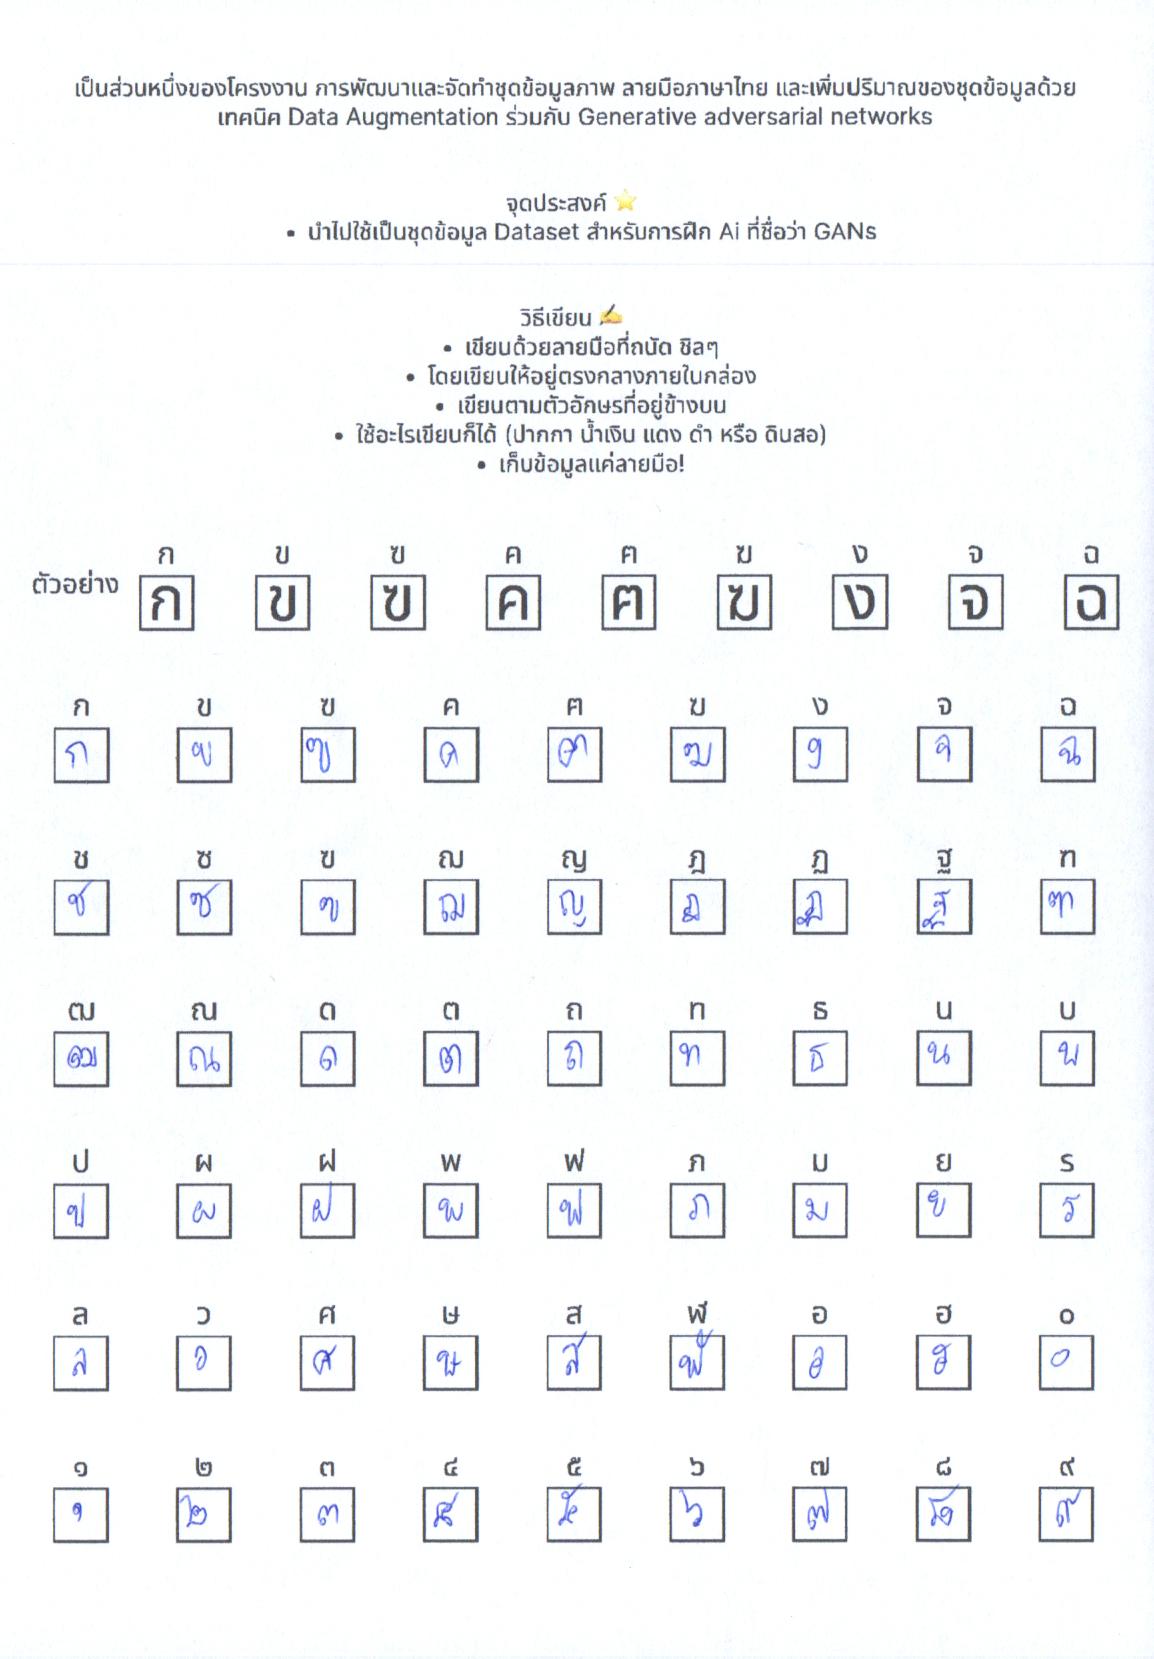 เป็นส่วนหนึ่งของโครงงาน การพัฒนาและจัดทำชุดข้อมูลภาพ ลายมือภาษาไทย และเพิ่มปริมาณของชุดข้อมูลด้วย
เทคนิค Data Augmentation ร่วมกับ Generative adversarial networks
จุดประสงค์ ⭐
• นำไปใช้เป็นชุดข้อมูล Dataset สำหรับการฝึก Ai ที่ชื่อว่า GANs
วิธีเขียน ✍
• เขียนด้วยลายมือที่ถนัด ชิลๆ
• โดยเขียนให้อยู่ตรงกลางภายในกล่อง
• เขียนตามตัวอักษรที่อยู่ข้างบน
• ใช้อะไรเขียนก็ได้ (ปากกา น้ำเงิน แดง ดำ หรือ ดินสอ)
• เก็บข้อมูลแค่ลายมือ!
ก ข ฃ ค ฅ ฆ ง จ ฉ
ตัวอย่าง ก ข ฃ ค ฅ ฆ ง จ ฉ
ก ข ฃ ค ฅ ฆ ง จ ฉ
ก ข ฃ ค ฅ ฆ ง จ ฉ
ช ซ ฃ ฌ ญ ฎ ฏ ฐ ฑ
ช ซ ฃ ฌ ญ ฎ ฏ ฐ ฑ
ฒ ณ ด ต ถ ท ธ น บ
ฒ ณ ด ต ถ ท ธ น บ
ป ผ ฝ พ ฟ ภ ม ย ร
ป ผ ฝ พ ฟ ภ ม ย ร
ล ว ศ ษ ส ฬ อ ฮ ๐
ล ว ศ ษ ส ฬ อ ฮ ๐
๑ ๒ ๓ ๔ ๕ ๖ ๗ ๘ ๙
๑ ๒ ๓ ๔ ๕ ๖ ๗ ๘ ๙